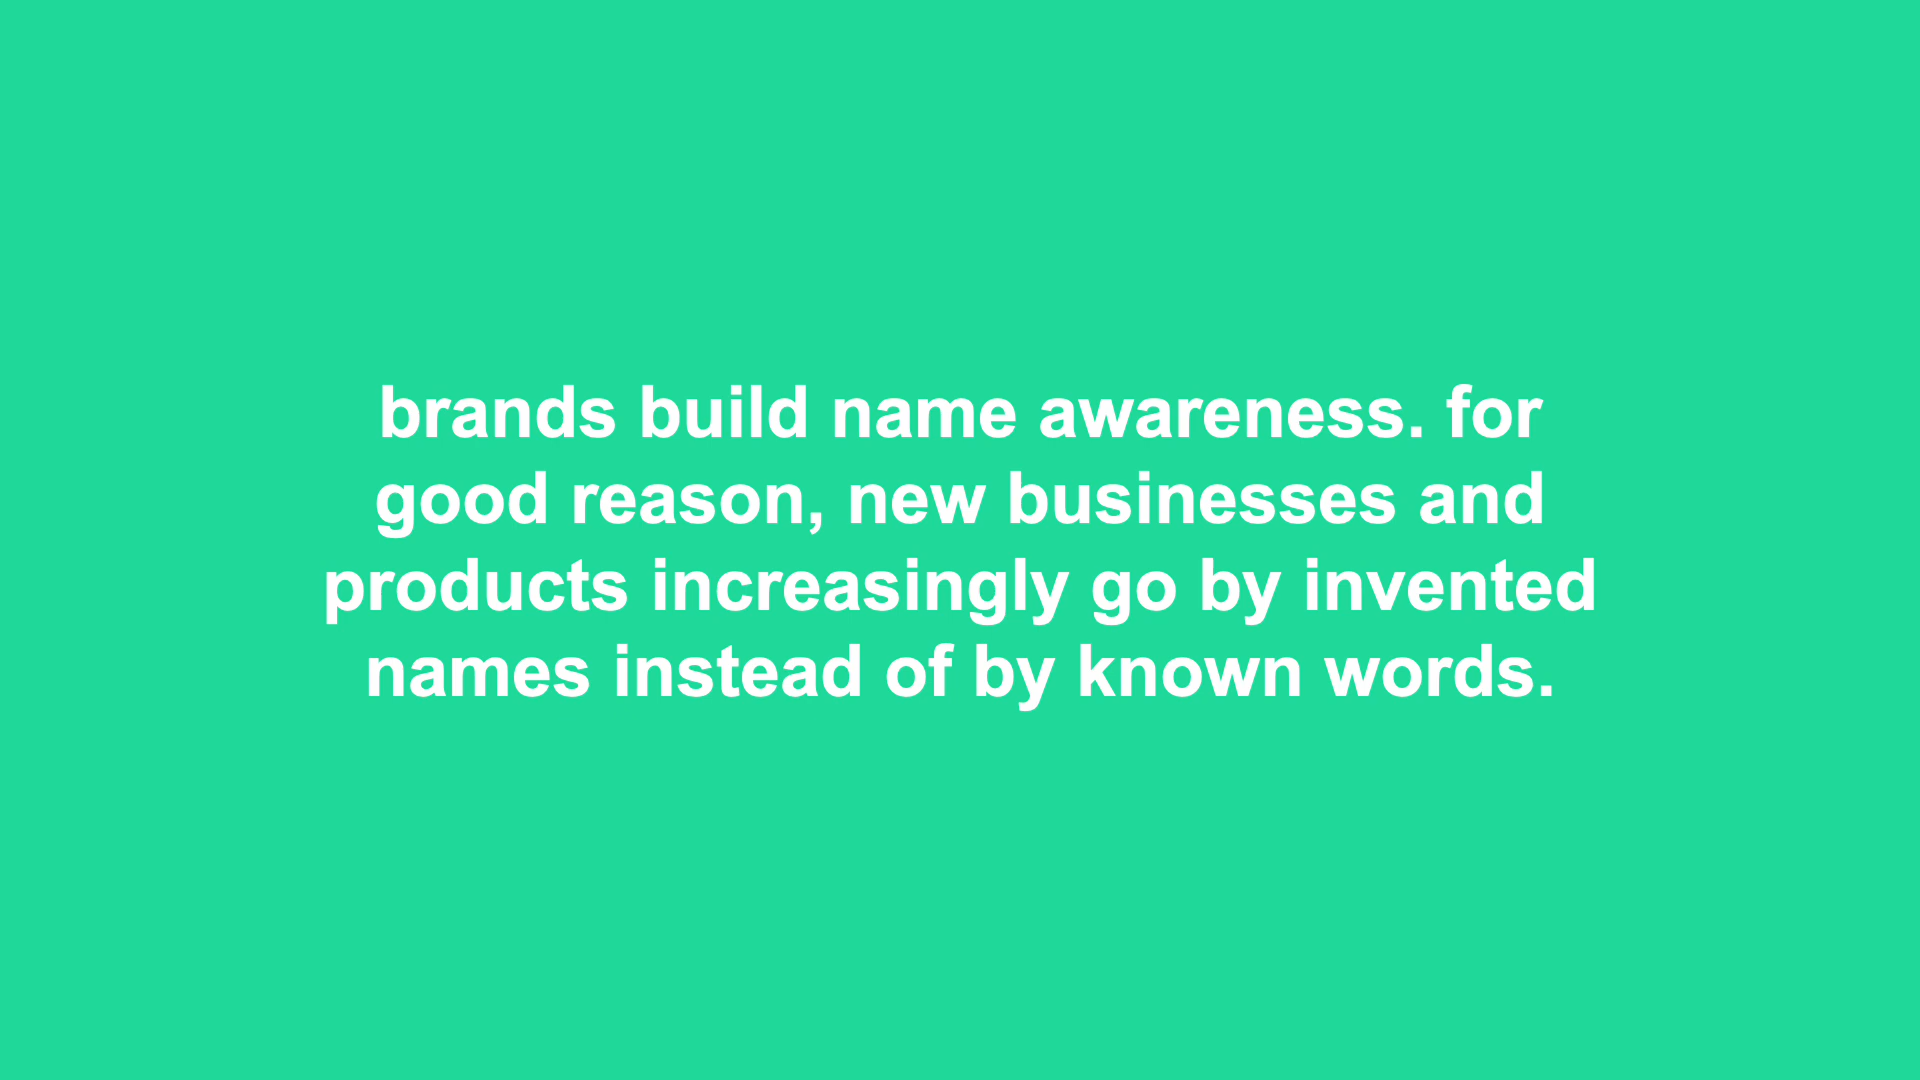 brands build name awareness. for
good reason, new businesses and
products increasingly go by invented
names instead of by known words.